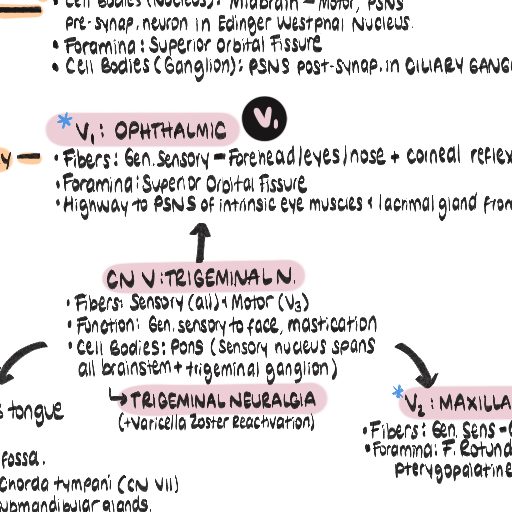 • Cell Bodies (Nucleus): Midbrain - Motor, PSNS
pre-synap. neuron in Edinger Westphal Nucleus.
• Foramina: Superior Orbital Fissure
• Cell Bodies (Ganglion): PSNS post-synap. in CILIARY GANG
* V₁: OPHTHALMIC
V₁
y —
• Fibers: Gen. Sensory - Forehead/eyes/nose + corneal reflex
• Foramina: Superior Orbital Fissure
• Highway to PSNS of intrinsic eye muscles & lacrimal gland from
CN V: TRIGEMINAL N.
• Fibers: Sensory (all) & Motor (V₃)
• Function: Gen. sensory to face, mastication
• Cell Bodies: Pons (Sensory nucleus spans
all brainstem + trigeminal ganglion)
TRIGEMINAL NEURALGIA
(+Varicella Zoster Reactivation)
s tongue
fossa.
Chorda tympani (CN VII)
submandibular glands.
* V₂: MAXILLA
• Fibers: Gen. Sens -
• Foramina: F. Rotund
pterygopalatine